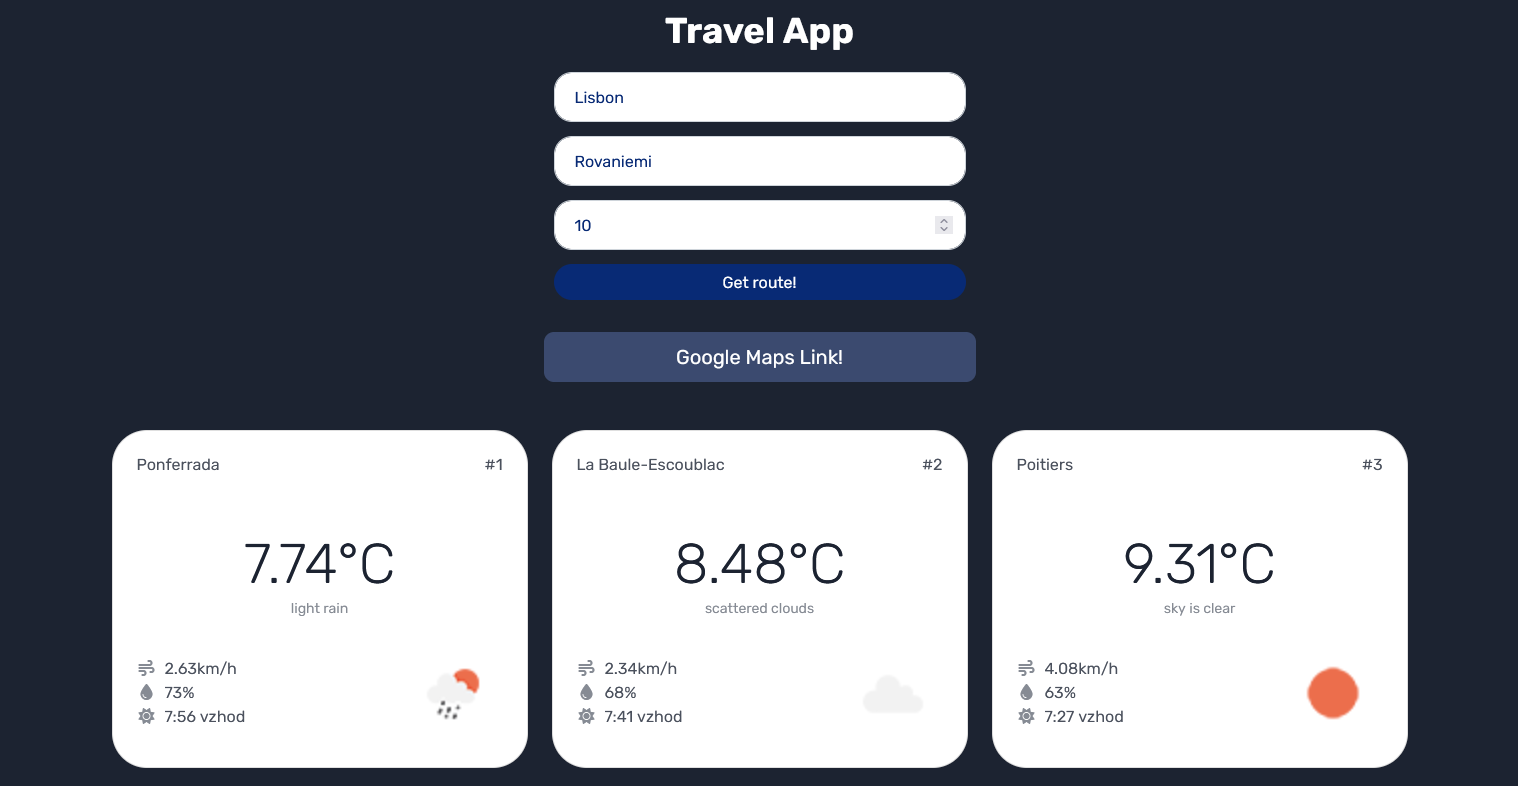 Travel App
Lisbon
Rovaniemi
10
Get route!
Google Maps Link!
Ponferrada #1
7.74°C
light rain
2.63km/h
73%
7:56 vzhod
La Baule-Escoublac #2
8.48°C
scattered clouds
2.34km/h
68%
7:41 vzhod
Poitiers #3
9.31°C
sky is clear
4.08km/h
63%
7:27 vzhod